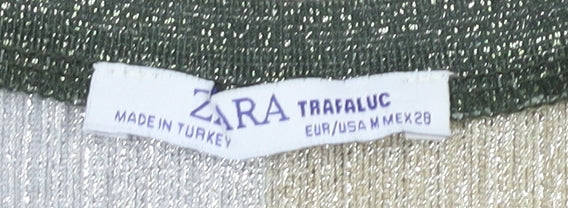 ZARA TRAFALUC
MADE IN TURKEY EUR/USA M MEX 28